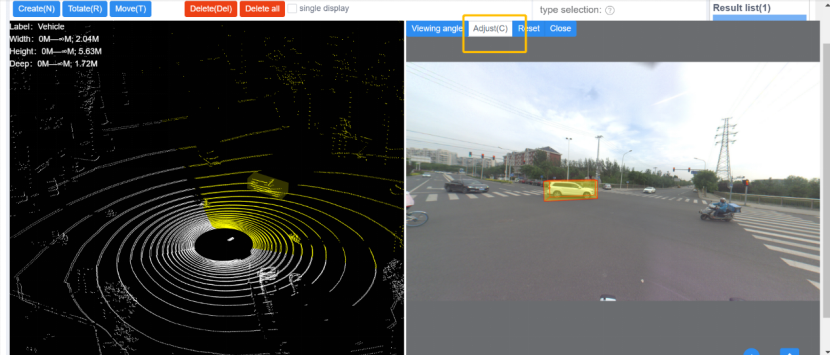 Create(N) Totate(R) Move(T) Delete(Del) Delete all single display type selection: ? Result list(1)
Label: Vehicle
Width: 0M—∞M; 2.04M
Height: 0M—∞M; 5.63M
Deep: 0M—∞M; 1.72M
Viewing angle Adjust(C) Reset Close